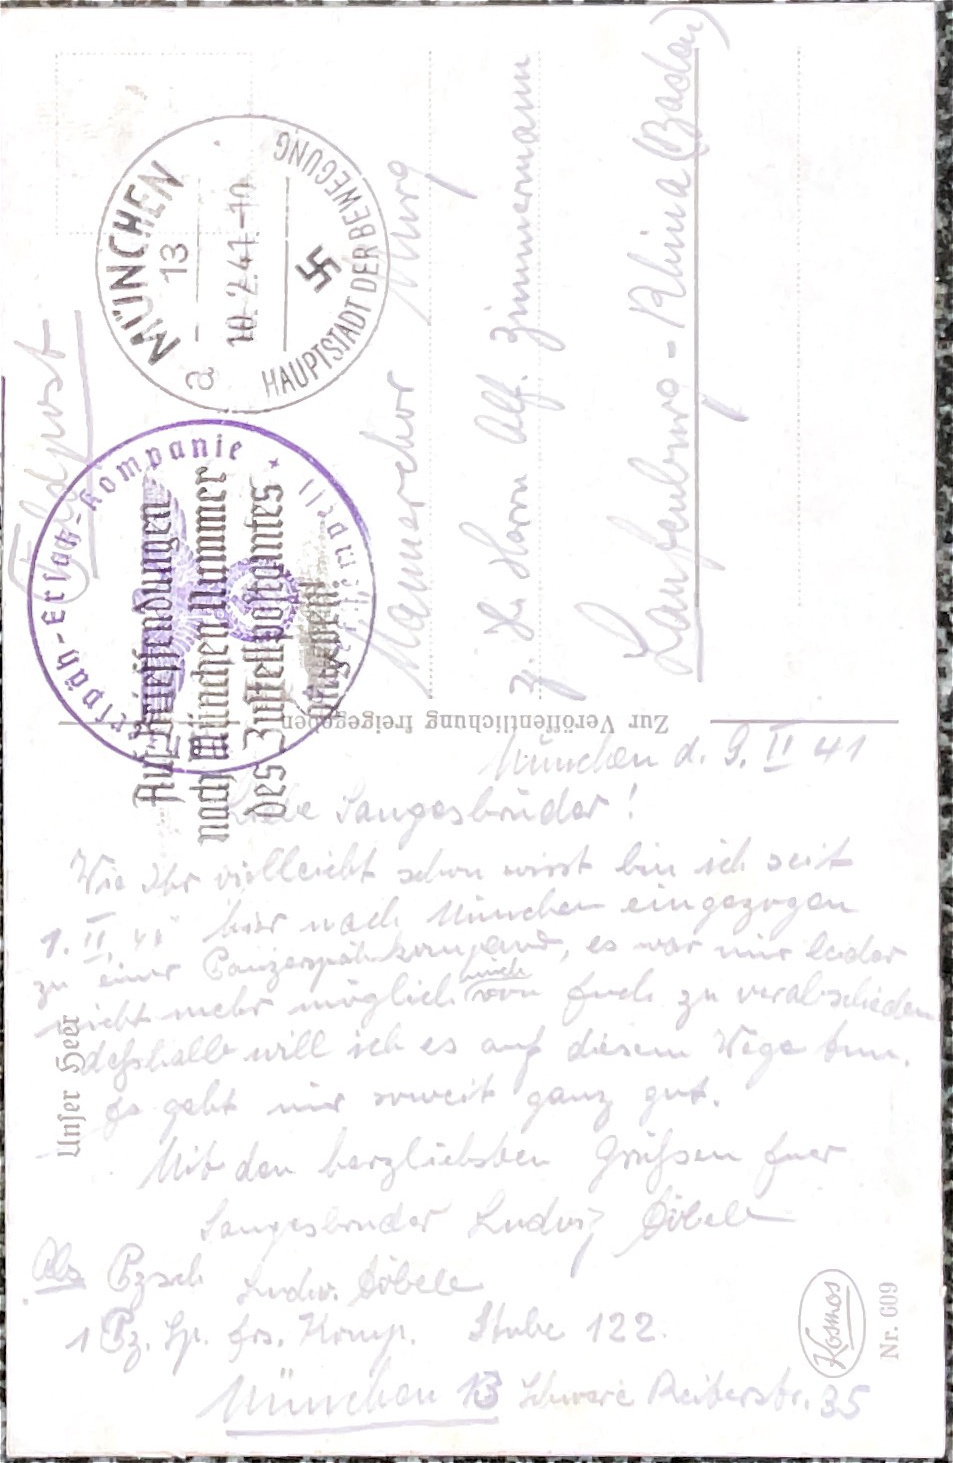 Feldpost
MÜNCHEN
13
a
10.2.41.-10
HAUPTSTADT DER BEWEGUNG
Auf Briefsendungen
nach München Nummer
des Zustellpostamtes
angeben!
späh-Ersatz-Kompanie
Männerchor Murg
z. H. Herrn Alf. Zimmermann
Laufenburg-Rhina (Baden)
Zur Veröffentlichung freigegeben
München d. 9. II 41
Liebe Sangesbrüder!
Wie Ihr vielleicht schon wisst bin ich seit
1. II. 41 hier nach München eingezogen
zu einer Panzerspähkompanie, es war mir leider
nicht mehr möglich mich von Euch zu verabschieden
deßhalb will ich es auf diesem Wege tun.
Es geht mir soweit ganz gut.
Mit den herzliebsten Grüßen Euer
Sangesbruder Ludwig Döbele
Abs Pzsch Ludw. Döbele
1 Pz. Sp. Ers. Komp. Stube 122.
München 13 Schwere Reiterstr. 35
Unser Heer
Kosmos
Nr. 609